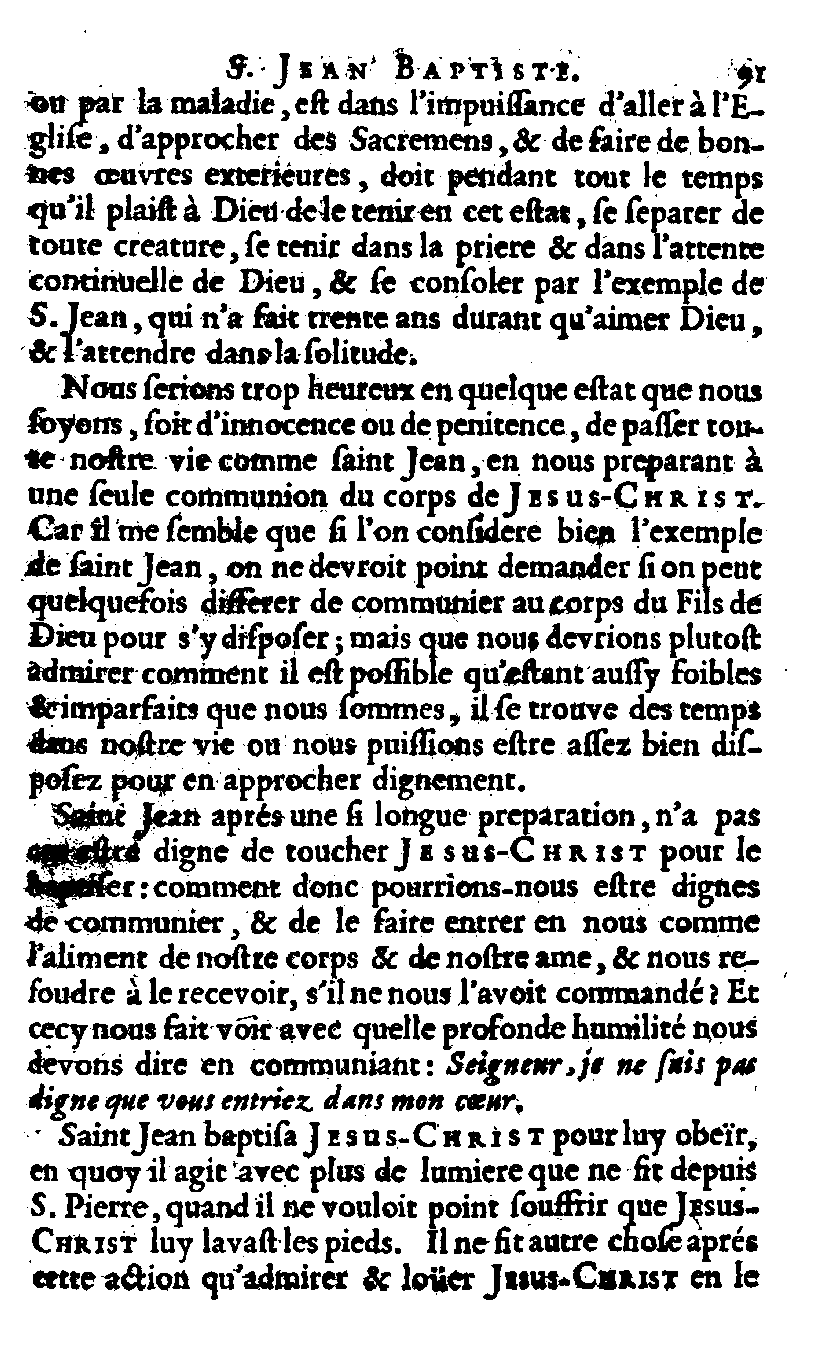 S. JEAN BAPTISTE. 91
ou par la maladie, eſt dans l'impuiſſance d'aller à l'E-
gliſe, d'approcher des Sacremens, & de faire de bon-
nes œuvres exterieures, doit pendant tout le temps
qu'il plaiſt à Dieu de le tenir en cet eſtat, ſe ſeparer de
toute creature, ſe tenir dans la priere & dans l'attente
continuelle de Dieu, & ſe conſoler par l'exemple de
S. Jean, qui n'a fait trente ans durant qu'aimer Dieu,
& l'attendre dans la ſolitude.
Nous ſerions trop heureux en quelque eſtat que nous
ſoyons, ſoit d'innocence ou de penitence, de paſſer tou-
te noſtre vie comme ſaint Jean, en nous preparant à
une ſeule communion du corps de JESUS-CHRIST.
Car il me ſemble que ſi l'on conſidere bien l'exemple
de ſaint Jean, on ne devroit point demander ſi on peut
quelquefois differer de communier au corps du Fils de
Dieu pour s'y diſpoſer; mais que nous devrions plutoſt
admirer comment il eſt poſſible qu'eſtant auſſy foibles
& imparfaits que nous ſommes, il ſe trouve des temps
dans noſtre vie ou nous puiſſions eſtre aſſez bien diſ-
poſez pour en approcher dignement.
Saint Jean aprés une ſi longue preparation, n'a pas
eſtre digne de toucher JESUS-CHRIST pour le
baptiſer: comment donc pourrions-nous eſtre dignes
de communier, & de le faire entrer en nous comme
l'aliment de noſtre corps & de noſtre ame, & nous re-
ſoudre à le recevoir, s'il ne nous l'avoit commandé? Et
cecy nous fait voir avec quelle profonde humilité nous
devons dire en communiant: Seigneur, je ne ſuis pas
digne que vous entriez dans mon cœur.
Saint Jean baptiſa JESUS-CHRIST pour luy obeïr,
en quoy il agit avec plus de lumiere que ne fit depuis
S. Pierre, quand il ne vouloit point ſouffrir que JESUS-
CHRIST luy lavaſt les pieds. Il ne fit autre choſe aprés
cette action qu'admirer & loüer JESUS-CHRIST en le